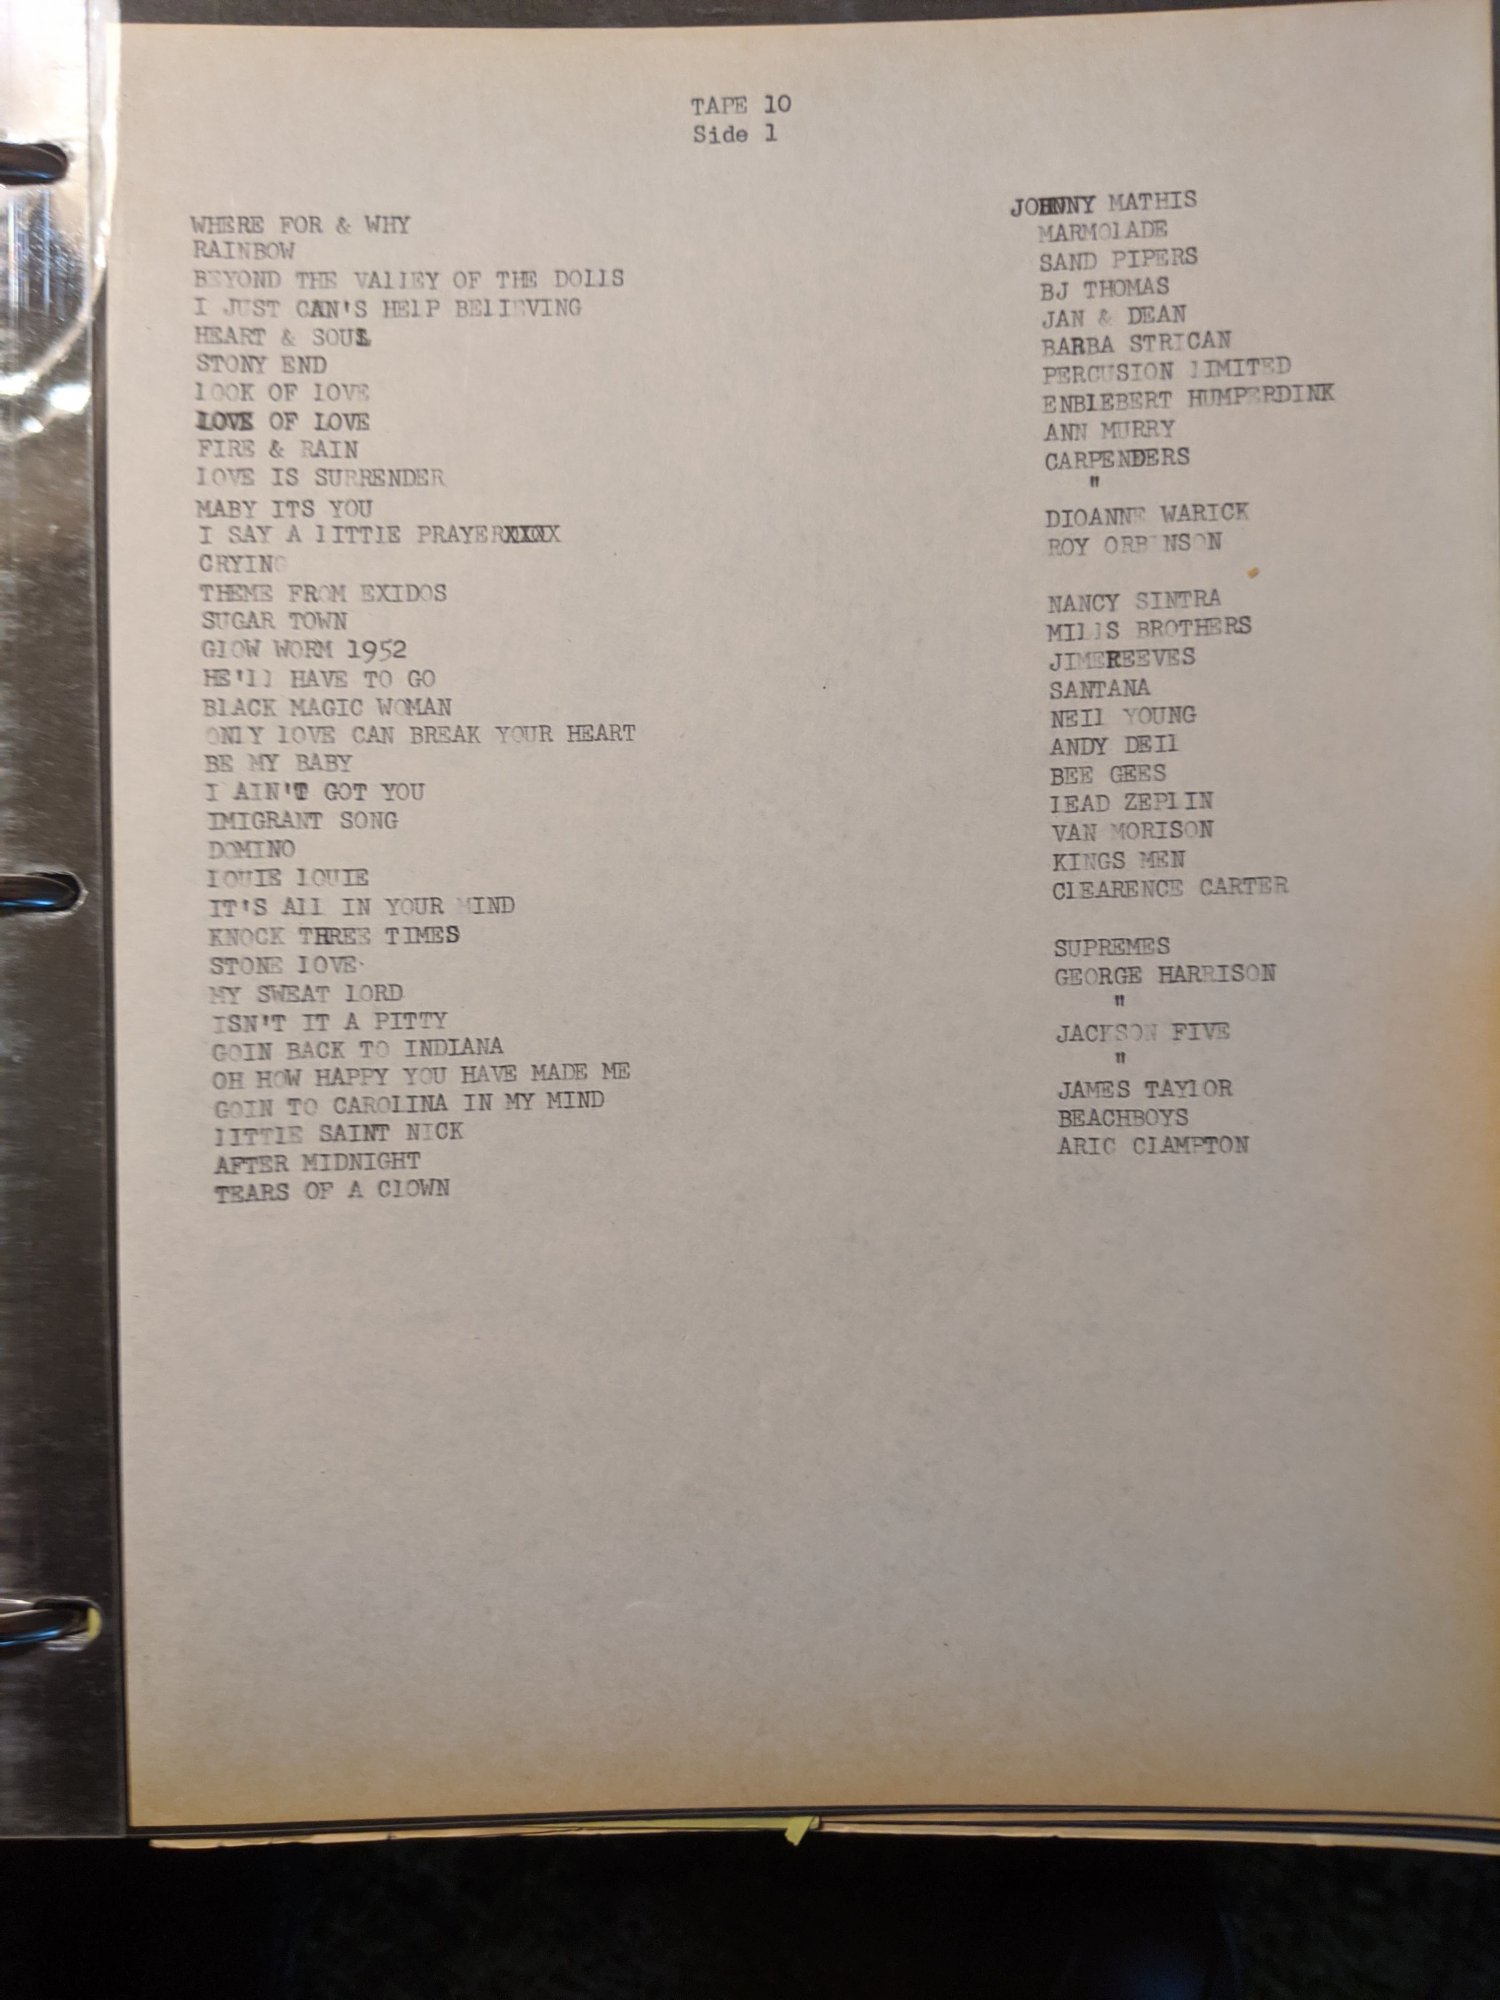 TAPE 10
Side 1
WHERE FOR & WHY JOHNNY MATHIS
RAINBOW MARMOlADE
BEYOND THE VAlIEY OF THE DOllS SAND PIPERS
I JUST CAN'S HElP BElIEVING BJ THOMAS
HEART & SOUL JAN & DEAN
STONY END BARBA STRICAN
lOOK OF lOVE PERCUSION lIMITED
LOVE OF LOVE ENBlEBERT HUMPERDINK
FIRE & RAIN ANN MURRY
lOVE IS SURRENDER CARPENDERS
MABY ITS YOU "
I SAY A lITTlE PRAYERXXXX DIOANNE WARICK
CRYING ROY ORBINSON
THEME FROM EXIDOS
SUGAR TOWN NANCY SINTRA
GlOW WORM 1952 MIllS BROTHERS
HE'll HAVE TO GO JIMEREEVES
BlACK MAGIC WOMAN SANTANA
ONlY lOVE CAN BREAK YOUR HEART NEIl YOUNG
BE MY BABY ANDY DEIl
I AIN'T GOT YOU BEE GEES
IMIGRANT SONG lEAD ZEPlIN
DOMINO VAN MORISON
lOUIE lOUIE KINGS MEN
IT'S All IN YOUR MIND ClEARENCE CARTER
KNOCK THREE TIMES
STONE lOVE SUPREMES
MY SWEAT lORD GEORGE HARRISON
ISN'T IT A PITTY "
GOIN BACK TO INDIANA JACKSON FIVE
OH HOW HAPPY YOU HAVE MADE ME "
GOIN TO CAROLINA IN MY MIND JAMES TAYlOR
lITTlE SAINT NICK BEACHBOYS
AFTER MIDNIGHT ARIC ClAMPTON
TEARS OF A ClOWN